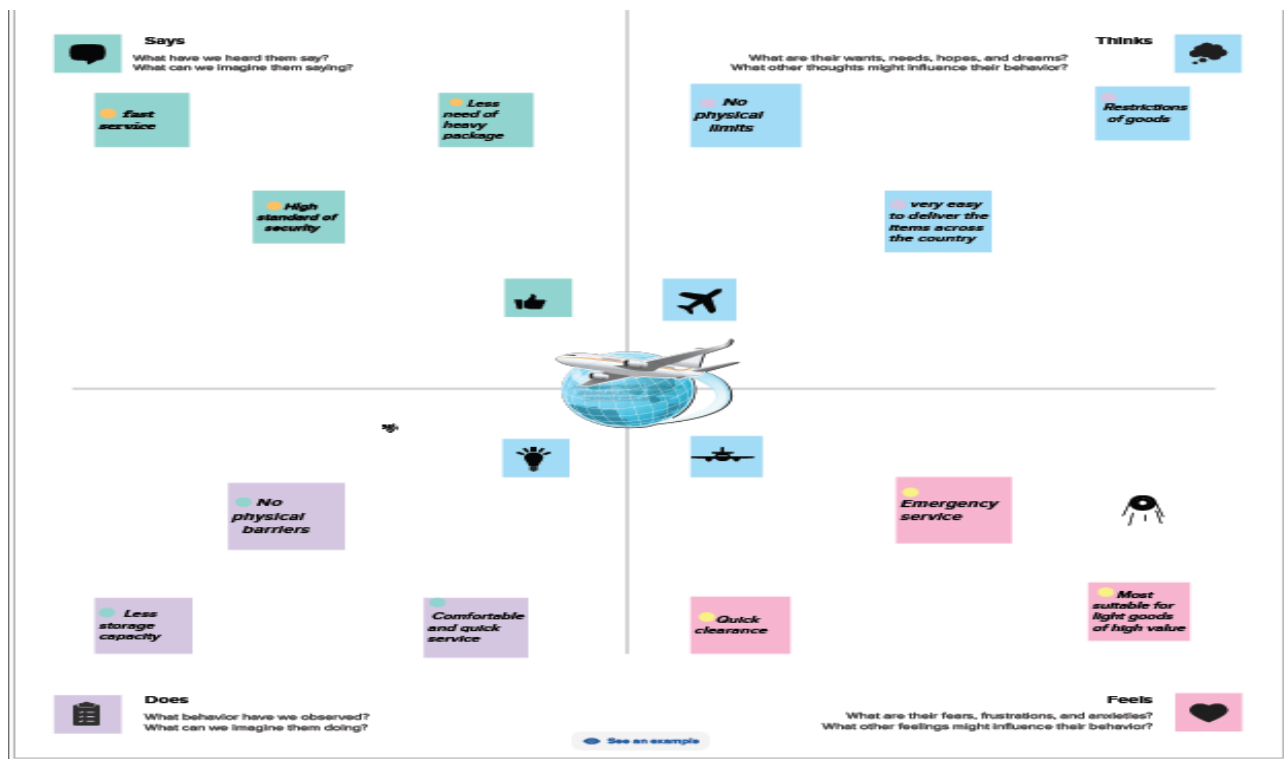 Says
What have we heard them say?
What can we imagine them saying?
fast
service
Less
need of
heavy
package
High
standard of
security
Thinks
What are their wants, needs, hopes, and dreams?
What other thoughts might influence their behavior?
No
physical
limits
Restrictions
of goods
very easy
to deliver the
items across
the country
No
physical
barriers
Less
storage
capacity
Comfortable
and quick
service
Does
What behavior have we observed?
What can we imagine them doing?
Emergency
service
Quick
clearance
Most
suitable for
light goods
of high value
Feels
What are their fears, frustrations, and anxieties?
What other feelings might influence their behavior?
See an example